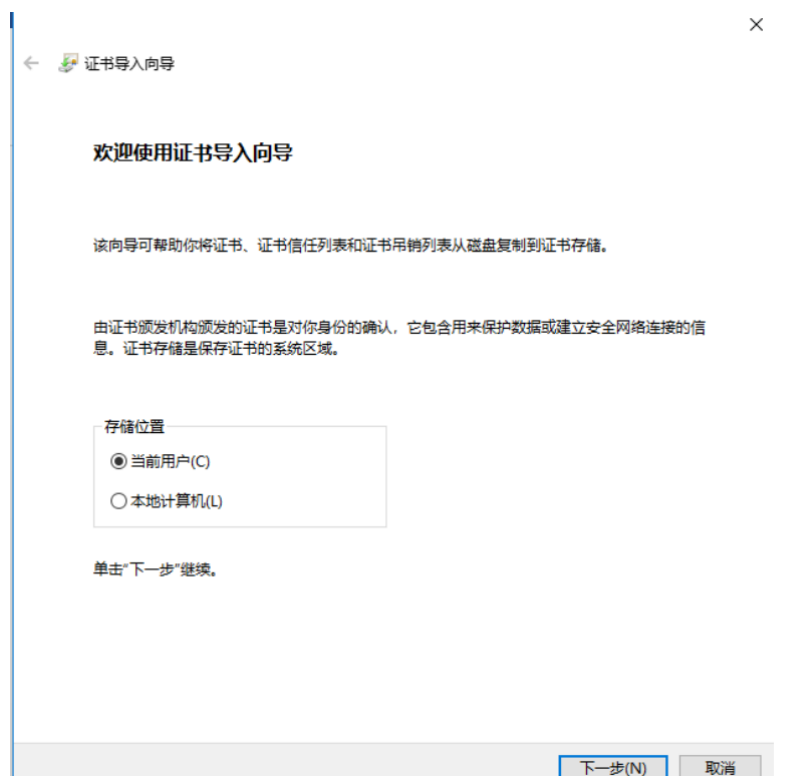 证书导入向导
欢迎使用证书导入向导
该向导可帮助你将证书、证书信任列表和证书吊销列表从磁盘复制到证书存储。
由证书颁发机构颁发的证书是对你身份的确认，它包含用来保护数据或建立安全网络连接的信
息。证书存储是保存证书的系统区域。
存储位置
当前用户(C)
本地计算机(L)
单击"下一步"继续。
下一步(N) 取消